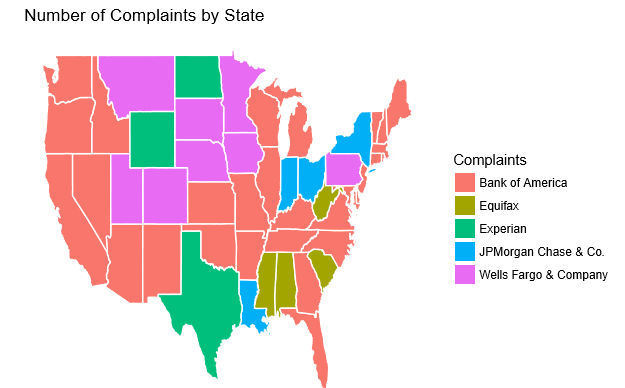 Number of Complaints by State
Complaints
Bank of America
Equifax
Experian
JPMorgan Chase & Co.
Wells Fargo & Company